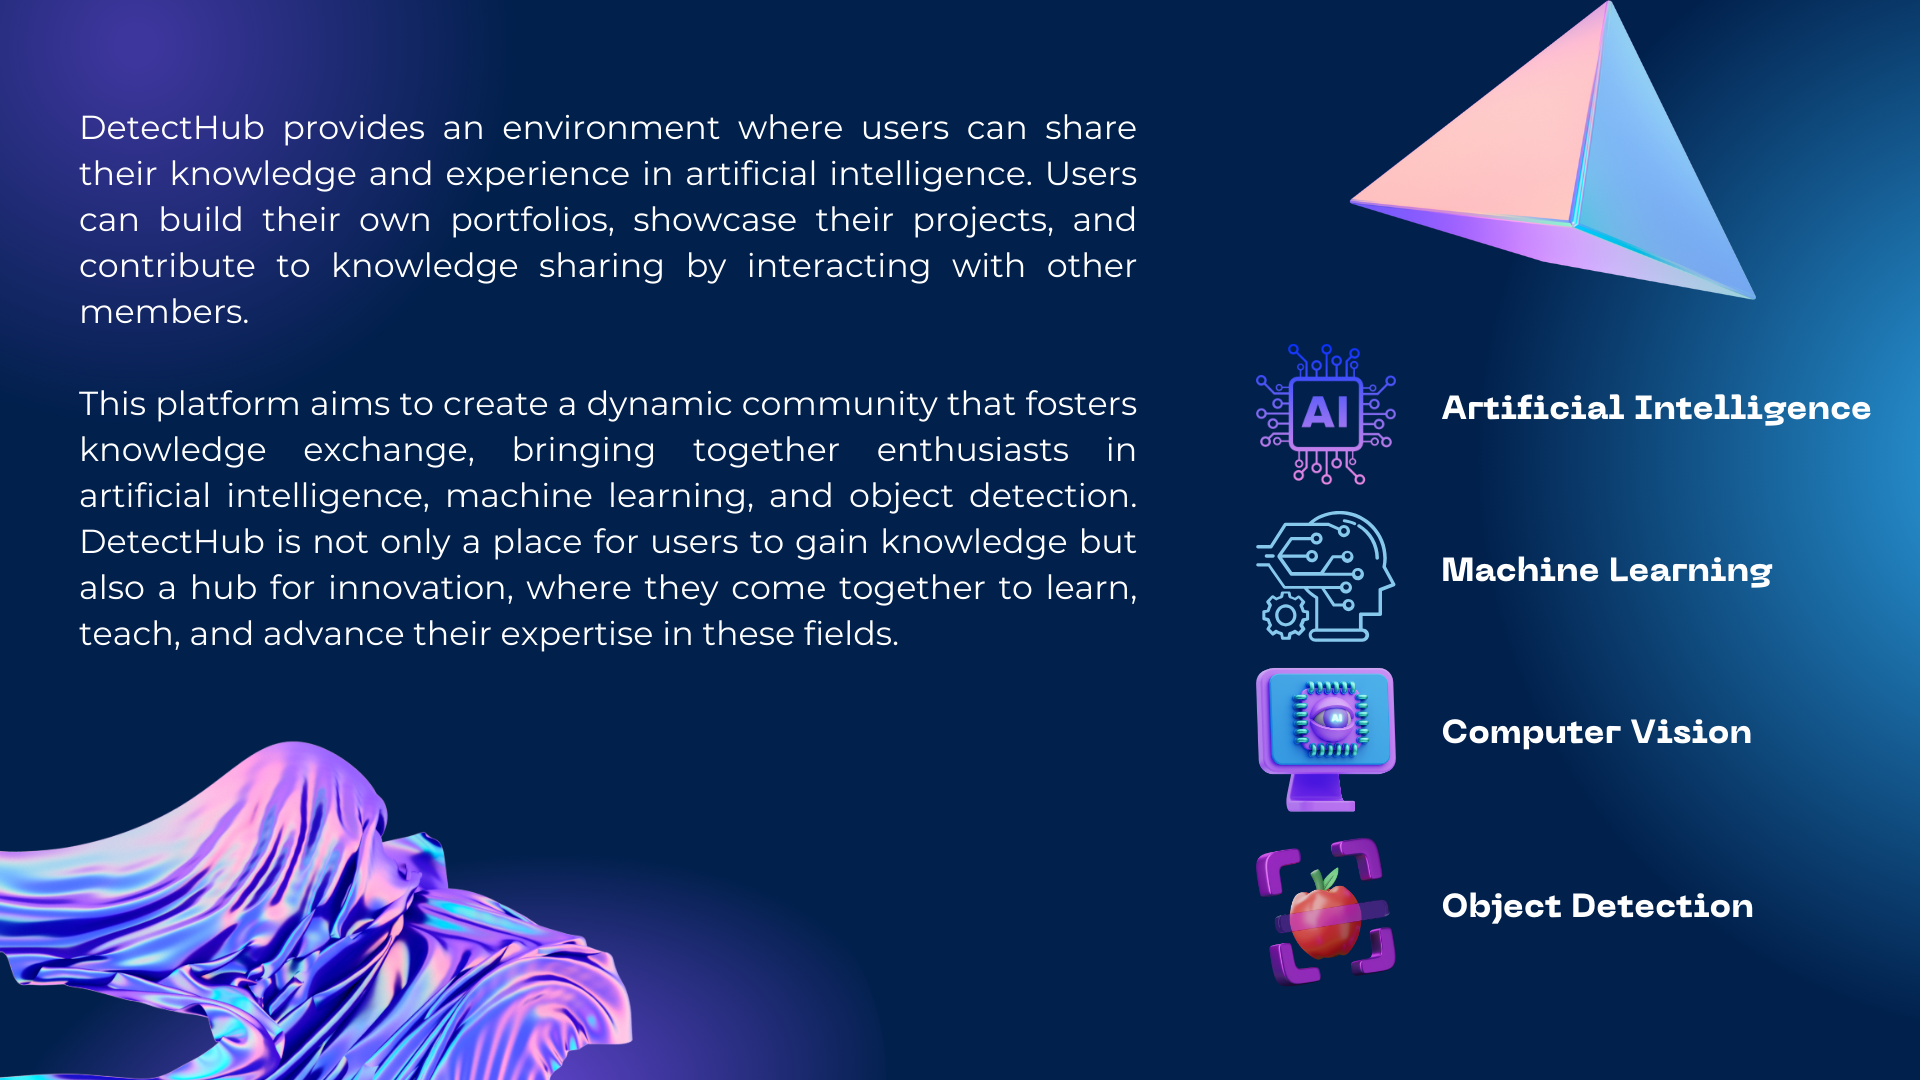 DetectHub provides an environment where users can share
their knowledge and experience in artificial intelligence. Users
can build their own portfolios, showcase their projects, and
contribute to knowledge sharing by interacting with other
members.
This platform aims to create a dynamic community that fosters
knowledge exchange, bringing together enthusiasts in
artificial intelligence, machine learning, and object detection.
DetectHub is not only a place for users to gain knowledge but
also a hub for innovation, where they come together to learn,
teach, and advance their expertise in these fields.
AI
Artificial Intelligence
Machine Learning
AI
Computer Vision
Object Detection